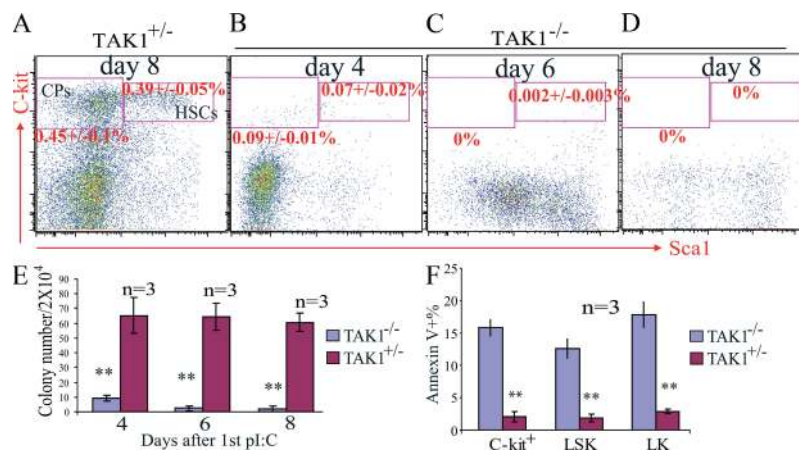 A TAK1+/- B C TAK1-/- D
day 8 day 4 day 6 day 8
C-kit
CPs 0.39+/-0.05% 0.07+/-0.02% 0.002+/-0.003% 0%
HSCs
0.45+/-0.1% 0.09+/-0.01% 0% 0%
Sca1
E
Colony number/2X10⁴
90
80
70
60
50
40
30
20
10
0
n=3 n=3 n=3
** ** **
TAK1-/-
TAK1+/-
4 6 8
Days after 1st pI:C
F
Annexin V+%
25
20
15
10
5
0
n=3
** ** **
TAK1-/-
TAK1+/-
C-kit+ LSK LK